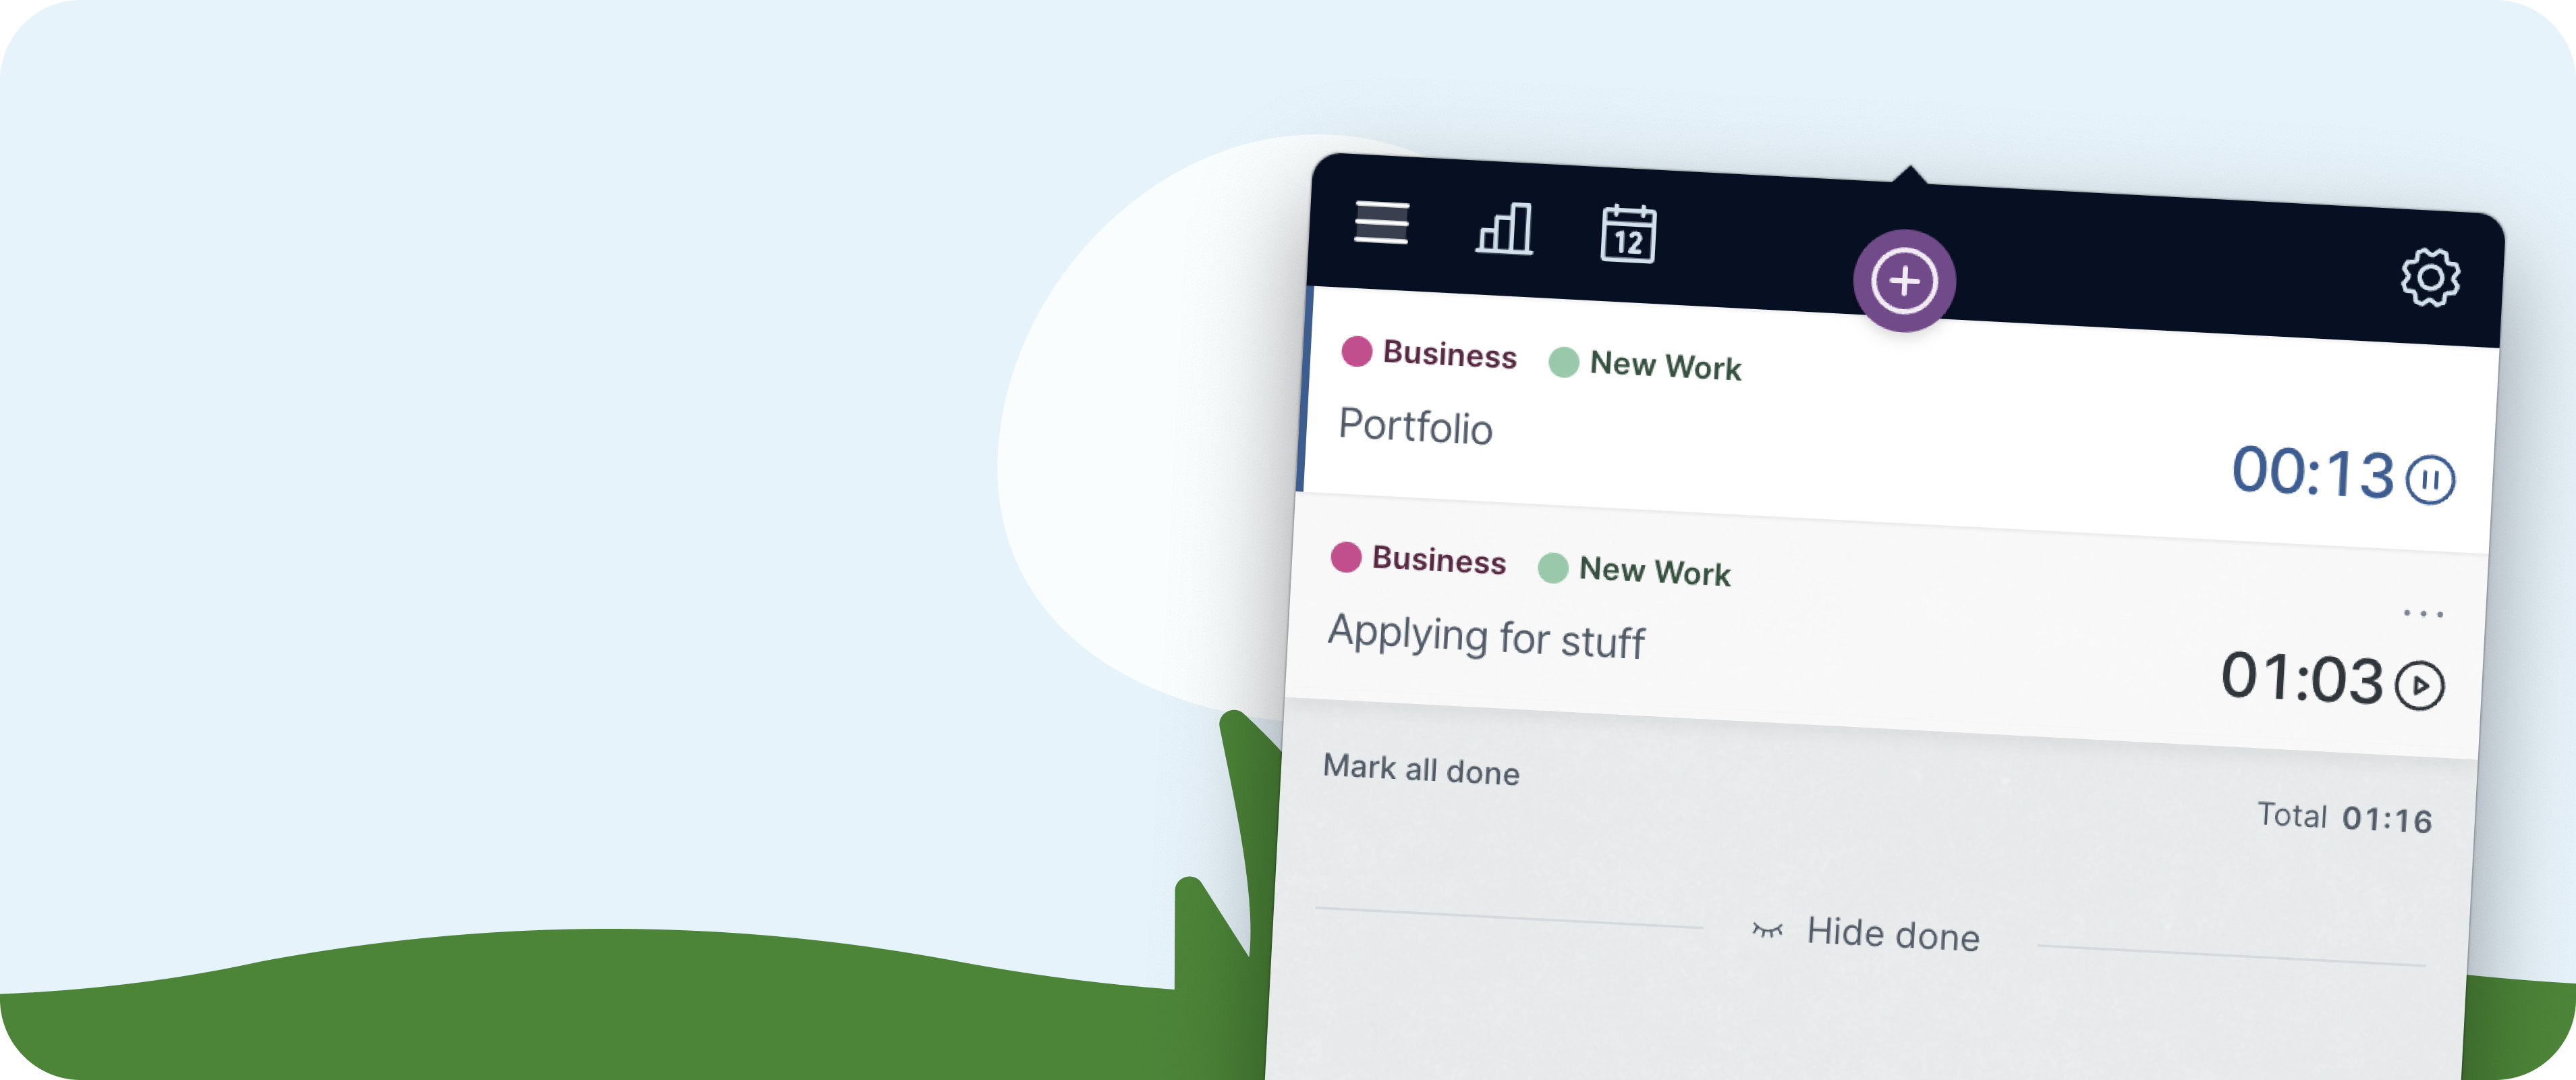 12
Business New Work
Portfolio
00:13
Business New Work
Applying for stuff
01:03
Mark all done
Total 01:16
Hide done